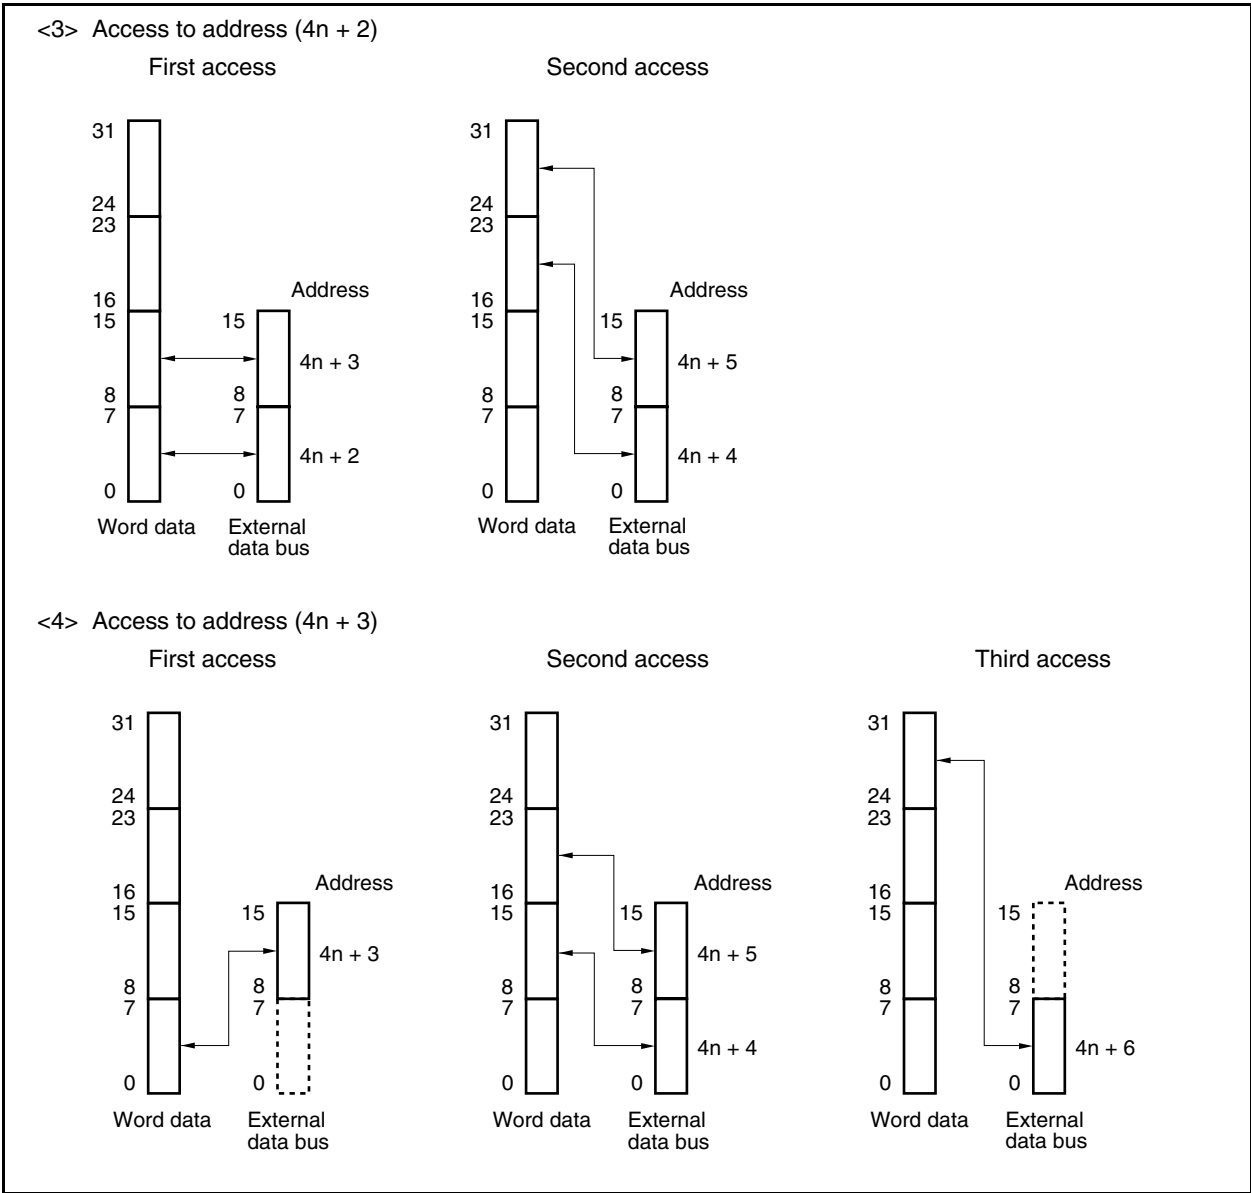 <3> Access to address (4n + 2)
First access
Second access
31
24
23
16
15
8
7
0
Address
15
4n + 3
8
7
4n + 2
0
Word data
External
data bus
31
24
23
16
15
8
7
0
Address
15
4n + 5
8
7
4n + 4
0
Word data
External
data bus
<4> Access to address (4n + 3)
First access
Second access
Third access
31
24
23
16
15
8
7
0
Address
15
4n + 3
8
7
0
Word data
External
data bus
31
24
23
16
15
8
7
0
Address
15
4n + 5
8
7
4n + 4
0
Word data
External
data bus
31
24
23
16
15
8
7
0
Address
15
8
7
4n + 6
0
Word data
External
data bus